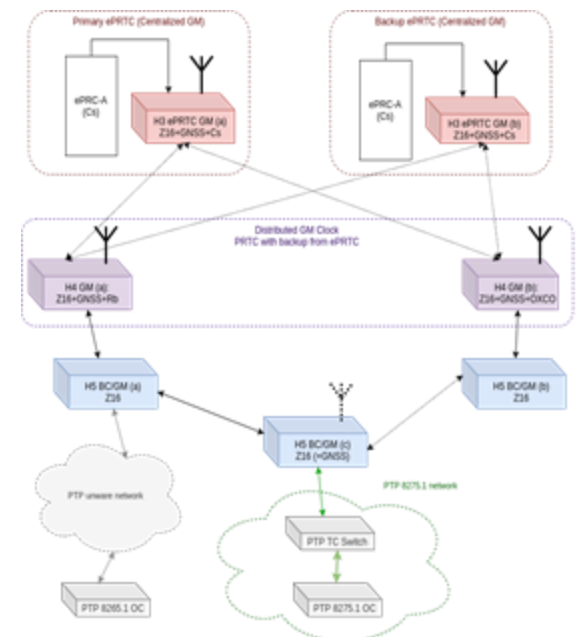 Primary ePRTC (Centralized GM)
Backup ePRTC (Centralized GM)
ePRC-A
(Cs)
H3 ePRTC GM (a)
Z16+GNSS+Cs
ePRC-A
(Cs)
H3 ePRTC GM (b)
Z16+GNSS+Cs
Distributed GM Clock
PRTC with backup from ePRTC
H4 GM (a):
Z16+GNSS+Rb
H4 GM (b):
Z16+GNSS+OXCO
H5 BC/GM (a)
Z16
H5 BC/GM (b)
Z16
H5 BC/GM (c)
Z16 (+GNSS)
PTP unware network
PTP 8275.1 network
PTP TC Switch
PTP 8265.1 OC
PTP 8275.1 OC